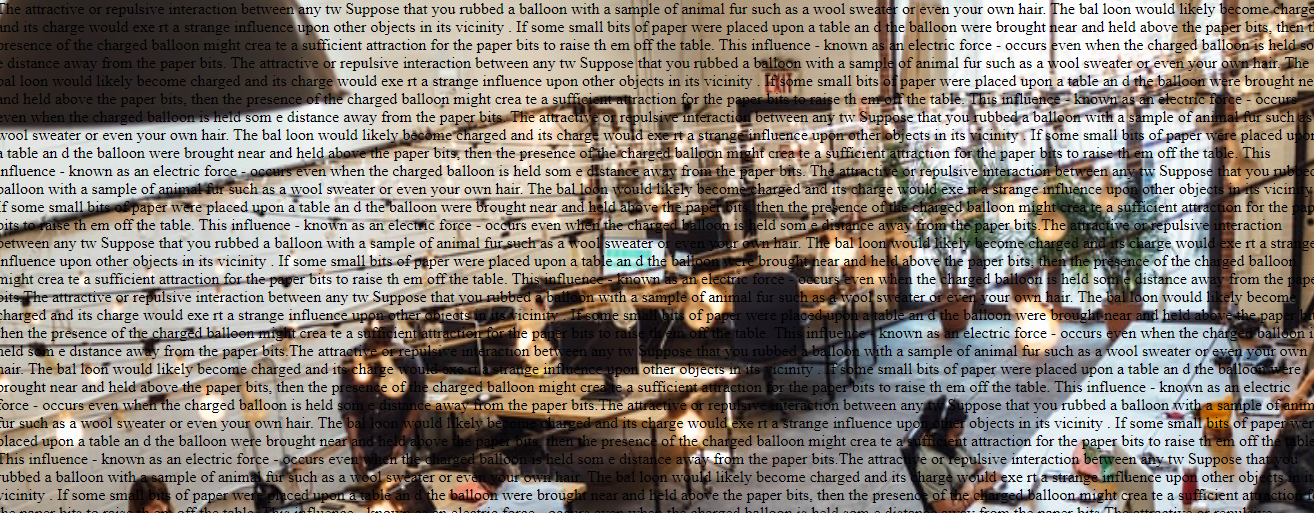 The attractive or repulsive interaction between any tw Suppose that you rubbed a balloon with a sample of animal fur such as a wool sweater or even your own hair. The bal loon would likely become charge
and its charge would exe rt a strange influence upon other objects in its vicinity . If some small bits of paper were placed upon a table an d the balloon were brought near and held above the paper bits, then t
presence of the charged balloon might crea te a sufficient attraction for the paper bits to raise th em off the table. This influence - known as an electric force - occurs even when the charged balloon is held so
e distance away from the paper bits. The attractive or repulsive interaction between any tw Suppose that you rubbed a balloon with a sample of animal fur such as a wool sweater or even your own hair. The
bal loon would likely become charged and its charge would exe rt a strange influence upon other objects in its vicinity . If some small bits of paper were placed upon a table an d the balloon were brought
and held above the paper bits, then the presence of the charged balloon might crea te a sufficient attraction for the paper bits to raise th em off the table. This influence - known as an electric force - occurs
even when the charged balloon is held som e distance away from the paper bits. The attractive or repulsive interaction between any tw Suppose that you rubbed a balloon with a sample of animal fur such as
wool sweater or even your own hair. The bal loon would likely become charged and its charge would exe rt a strange influence upon other objects in its vicinity . If some small bits of paper were placed upo
a table an d the balloon were brought near and held above the paper bits, then the presence of the charged balloon might crea te a sufficient attraction for the paper bits to raise th em off the table. This
influence - known as an electric force - occurs even when the charged balloon is held som e distance away from the paper bits. The attractive or repulsive interaction between any tw Suppose that you rubbed
balloon with a sample of animal fur such as a wool sweater or even your own hair. The bal loon would likely become charged and its charge would exe rt a strange influence upon other objects in its vicinity
If some small bits of paper were placed upon a table an d the balloon were brought near and held above the paper bits, then the presence of the charged balloon might crea te a sufficient attraction for the pap
bits to raise th em off the table. This influence - known as an electric force - occurs even when the charged balloon is held som e distance away from the paper bits.The attractive or repulsive interaction
between any tw Suppose that you rubbed a balloon with a sample of animal fur such as a wool sweater or even your own hair. The bal loon would likely become charged and its charge would exe rt a strange
influence upon other objects in its vicinity . If some small bits of paper were placed upon a table an d the balloon were brought near and held above the paper bits, then the presence of the charged balloon
might crea te a sufficient attraction for the paper bits to raise th em off the table. This influence - known as an electric force - occurs even when the charged balloon is held som e distance away from the pape
bits.The attractive or repulsive interaction between any tw Suppose that you rubbed a balloon with a sample of animal fur such as a wool sweater or even your own hair. The bal loon would likely become
charged and its charge would exe rt a strange influence upon other objects in its vicinity . If some small bits of paper were placed upon a table an d the balloon were brought near and held above the paper bit
then the presence of the charged balloon might crea te a sufficient attraction for the paper bits to raise th em off the table. This influence - known as an electric force - occurs even when the charged balloon i
held som e distance away from the paper bits.The attractive or repulsive interaction between any tw Suppose that you rubbed a balloon with a sample of animal fur such as a wool sweater or even your own
hair. The bal loon would likely become charged and its charge would exe rt a strange influence upon other objects in its vicinity . If some small bits of paper were placed upon a table an d the balloon were
brought near and held above the paper bits, then the presence of the charged balloon might crea te a sufficient attraction for the paper bits to raise th em off the table. This influence - known as an electric
force - occurs even when the charged balloon is held som e distance away from the paper bits.The attractive or repulsive interaction between any tw Suppose that you rubbed a balloon with a sample of anim
fur such as a wool sweater or even your own hair. The bal loon would likely become charged and its charge would exe rt a strange influence upon other objects in its vicinity . If some small bits of paper wer
placed upon a table an d the balloon were brought near and held above the paper bits, then the presence of the charged balloon might crea te a sufficient attraction for the paper bits to raise th em off the table
This influence - known as an electric force - occurs even when the charged balloon is held som e distance away from the paper bits.The attractive or repulsive interaction between any tw Suppose that you
rubbed a balloon with a sample of animal fur such as a wool sweater or even your own hair. The bal loon would likely become charged and its charge would exe rt a strange influence upon other objects in its
vicinity . If some small bits of paper were placed upon a table an d the balloon were brought near and held above the paper bits, then the presence of the charged balloon might crea te a sufficient attraction f
the paper bits to raise th em off the table. This influence - known as an electric force - occurs even when the charged balloon is held som e distance away from the paper bits.The attractive or repulsive